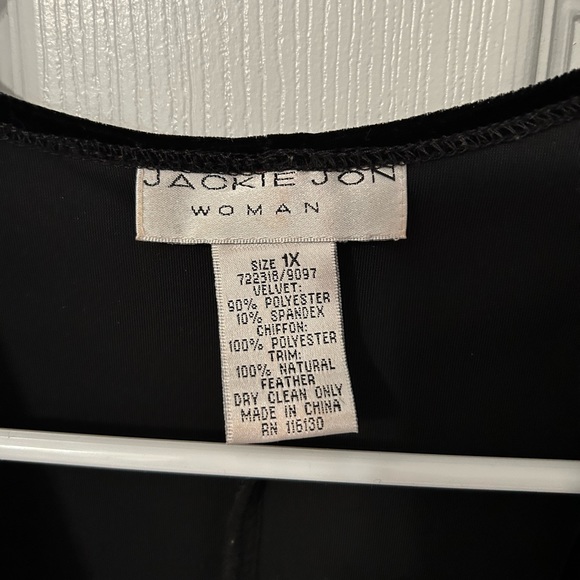 JACKIE JON
WOMAN
SIZE 1X
722318/9097
VELVET:
90% POLYESTER
10% SPANDEX
CHIFFON:
100% POLYESTER
TRIM:
100% NATURAL
FEATHER
DRY CLEAN ONLY
MADE IN CHINA
RN 116130